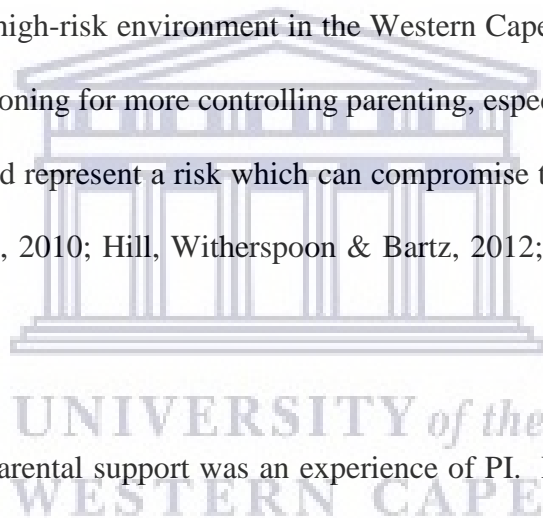 high-risk environment in the Western Cape
oning for more controlling parenting, espec
d represent a risk which can compromise t
, 2010; Hill, Witherspoon & Bartz, 2012;
UNIVERSITY of the
arental support was an experience of PI.
WESTERN CAPE